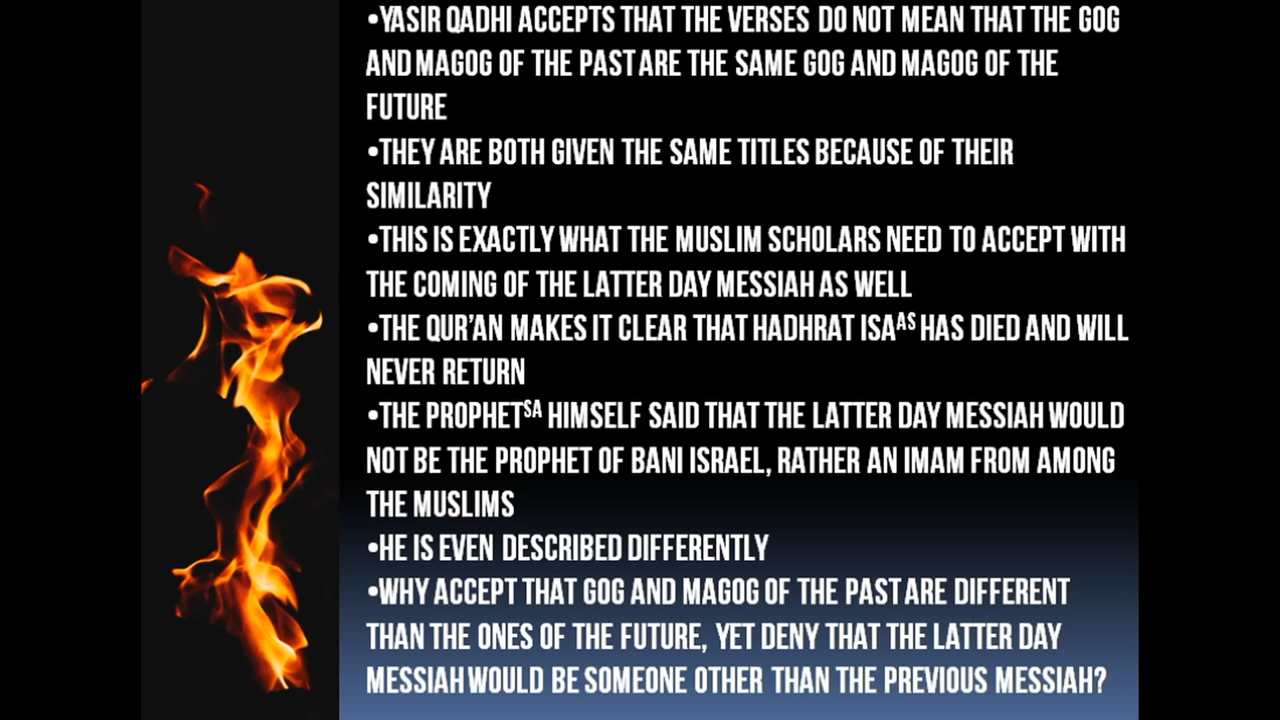 •YASIR QADHI ACCEPTS THAT THE VERSES DO NOT MEAN THAT THE GOG
AND MAGOG OF THE PAST ARE THE SAME GOG AND MAGOG OF THE
FUTURE
•THEY ARE BOTH GIVEN THE SAME TITLES BECAUSE OF THEIR
SIMILARITY
•THIS IS EXACTLY WHAT THE MUSLIM SCHOLARS NEED TO ACCEPT WITH
THE COMING OF THE LATTER DAY MESSIAH AS WELL
•THE QUR’AN MAKES IT CLEAR THAT HADHRAT ISAᴬˢ HAS DIED AND WILL
NEVER RETURN
•THE PROPHETˢᴬ HIMSELF SAID THAT THE LATTER DAY MESSIAH WOULD
NOT BE THE PROPHET OF BANI ISRAEL, RATHER AN IMAM FROM AMONG
THE MUSLIMS
•HE IS EVEN DESCRIBED DIFFERENTLY
•WHY ACCEPT THAT GOG AND MAGOG OF THE PAST ARE DIFFERENT
THAN THE ONES OF THE FUTURE, YET DENY THAT THE LATTER DAY
MESSIAH WOULD BE SOMEONE OTHER THAN THE PREVIOUS MESSIAH?